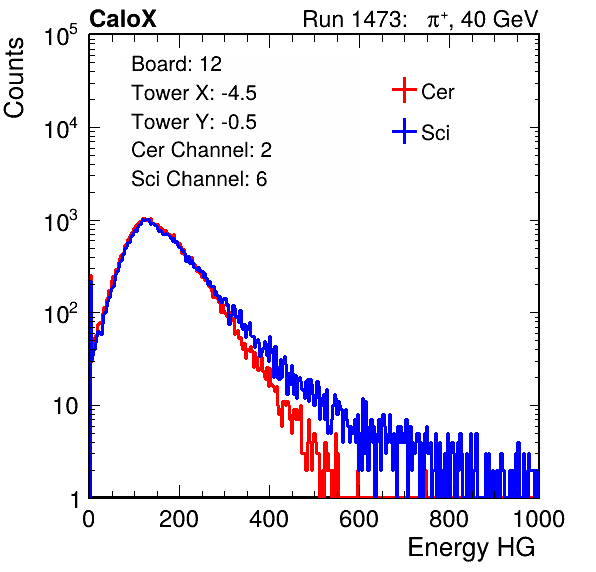 CaloX Run 1473: π⁺, 40 GeV
Counts
10⁵
10⁴
10³
10²
10
1
Board: 12
Tower X: -4.5
Tower Y: -0.5
Cer Channel: 2
Sci Channel: 6
Cer
Sci
0 200 400 600 800 1000
Energy HG